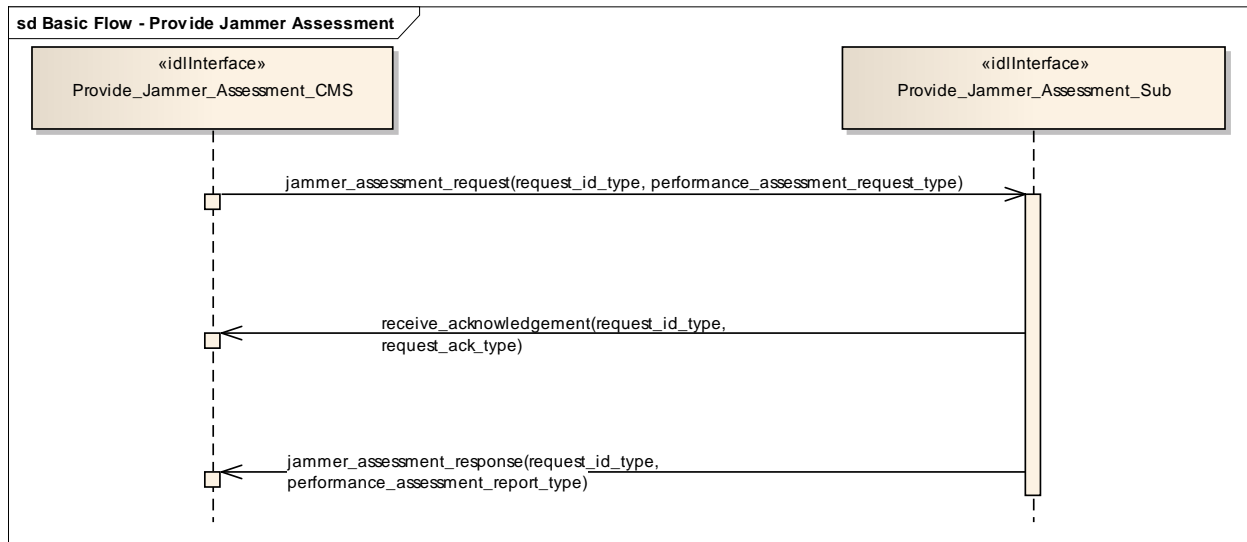 sd Basic Flow - Provide Jammer Assessment
«idlInterface»
Provide_Jammer_Assessment_CMS
«idlInterface»
Provide_Jammer_Assessment_Sub
jammer_assessment_request(request_id_type, performance_assessment_request_type)
receive_acknowledgement(request_id_type,
request_ack_type)
jammer_assessment_response(request_id_type,
performance_assessment_report_type)